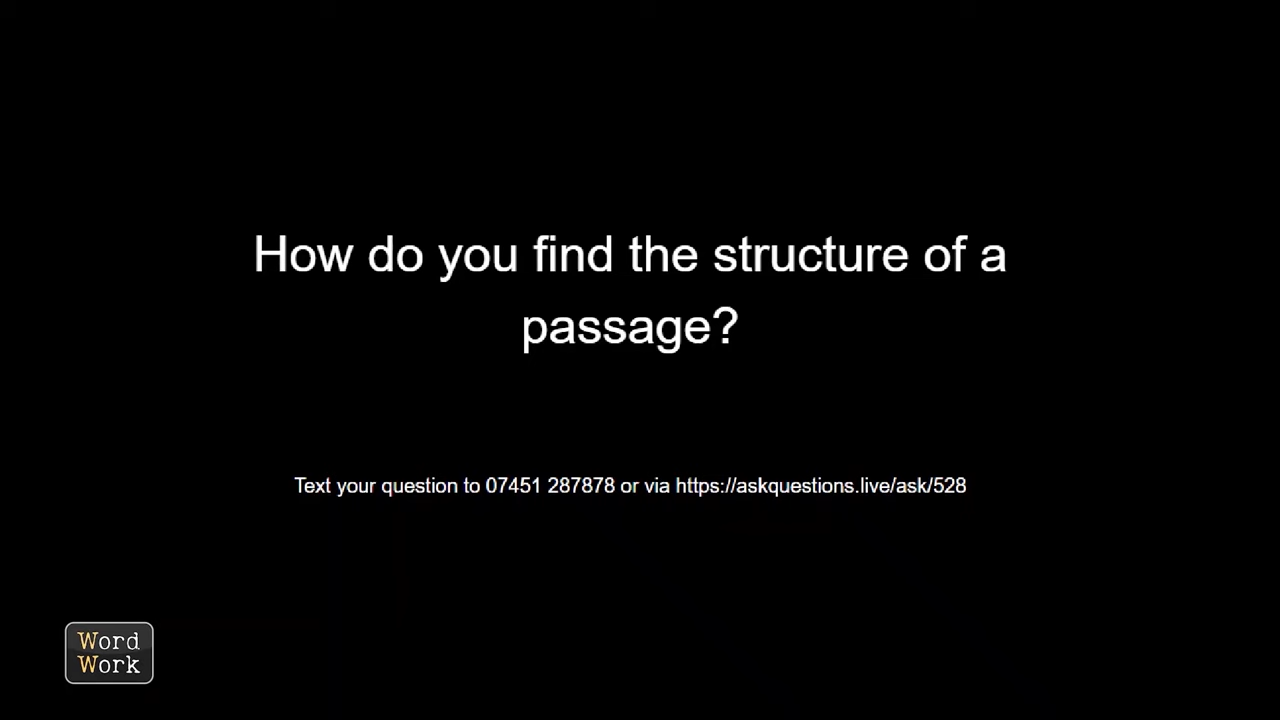 How do you find the structure of a
passage?
Text your question to 07451 287878 or via https://askquestions.live/ask/528
Word
Work